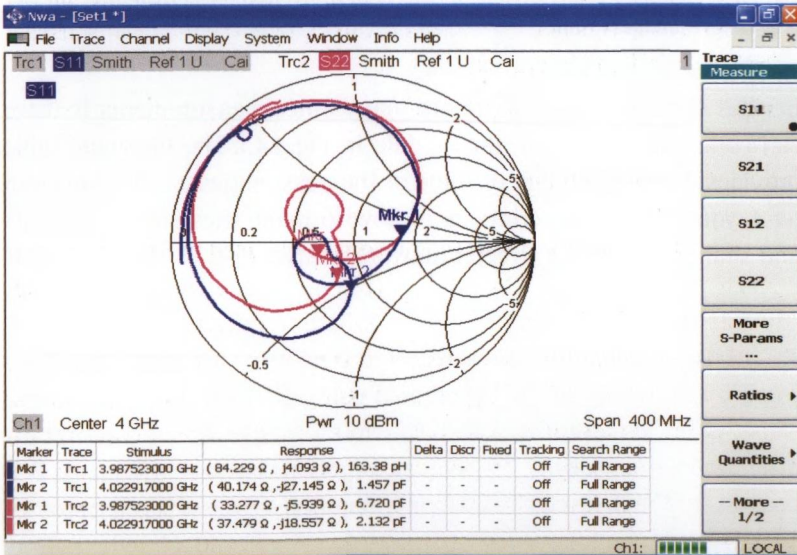 Nwa - [Set1 *]
File Trace Channel Display System Window Info Help
Trc1 S11 Smith Ref 1 U Cai Trc2 S22 Smith Ref 1 U Cai 1
S11
Trace
Measure
S11
S21
S12
S22
More
S-Params
...
Ratios
Wave
Quantities
-- More --
1/2
1
2
5
0.2
1
2
5
Mkr 1
Mkr 2
Mkr 2
-5
-0.5
-2
-1
Ch1 Center 4 GHz Pwr 10 dBm Span 400 MHz
Marker Trace Stimulus Response Delta Discr Fixed Tracking Search Range
Mkr 1 Trc1 3.987523000 GHz ( 84.229 Ω , j4.093 Ω ), 163.38 pH - - - Off Full Range
Mkr 2 Trc1 4.022917000 GHz ( 40.174 Ω ,-j27.145 Ω ), 1.457 pF - - - Off Full Range
Mkr 1 Trc2 3.987523000 GHz ( 33.277 Ω , -j5.939 Ω ), 6.720 pF - - - Off Full Range
Mkr 2 Trc2 4.022917000 GHz ( 37.479 Ω ,-j18.557 Ω ), 2.132 pF - - - Off Full Range
Ch1: LOCAL